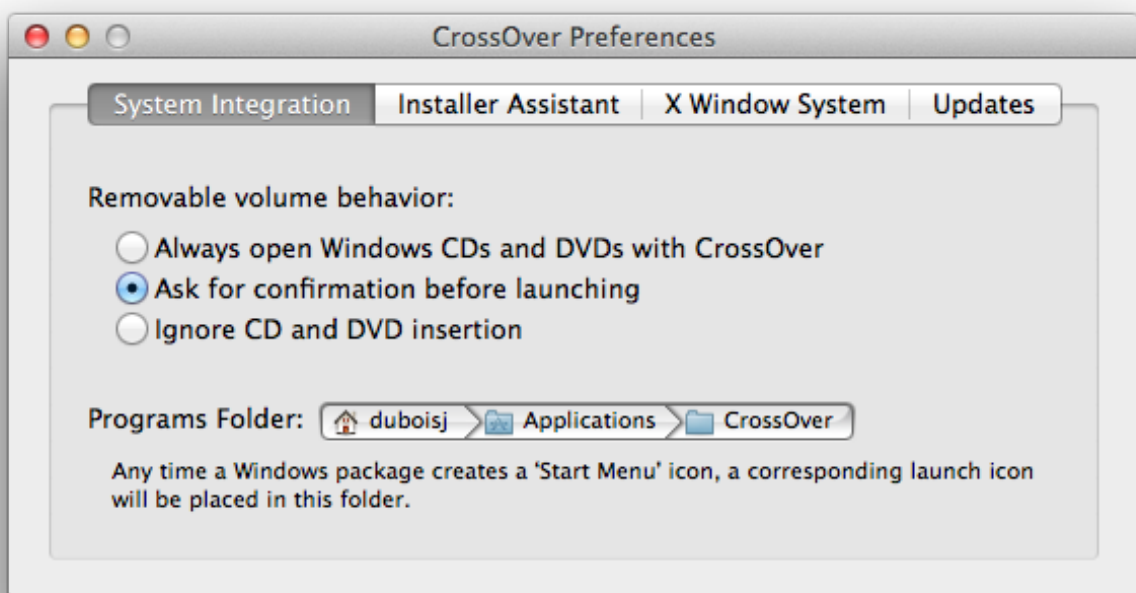 CrossOver Preferences
System Integration Installer Assistant X Window System Updates
Removable volume behavior:
Always open Windows CDs and DVDs with CrossOver
Ask for confirmation before launching
Ignore CD and DVD insertion
Programs Folder: duboisj Applications CrossOver
Any time a Windows package creates a ‘Start Menu’ icon, a corresponding launch icon
will be placed in this folder.